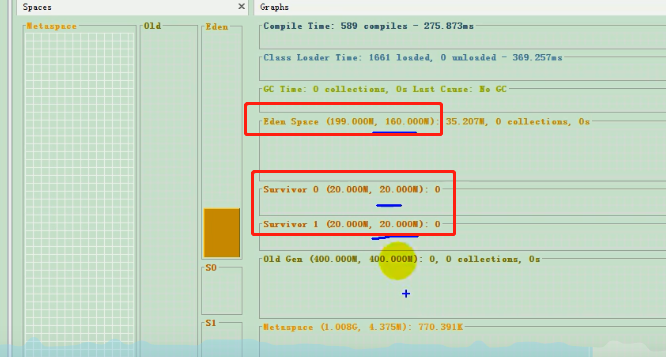 Spaces
Graphs
Metaspace
Old
Eden
S0
S1
Compile Time: 589 compiles - 275.873ms
Class Loader Time: 1661 loaded, 0 unloaded - 369.257ms
GC Time: 0 collections, 0s Last Cause: No GC
Eden Space (199.000M, 160.000M): 35.207M, 0 collections, 0s
Survivor 0 (20.000M, 20.000M): 0
Survivor 1 (20.000M, 20.000M): 0
Old Gen (400.000M, 400.000M): 0, 0 collections, 0s
Metaspace (1.008G, 4.375M): 770.391K